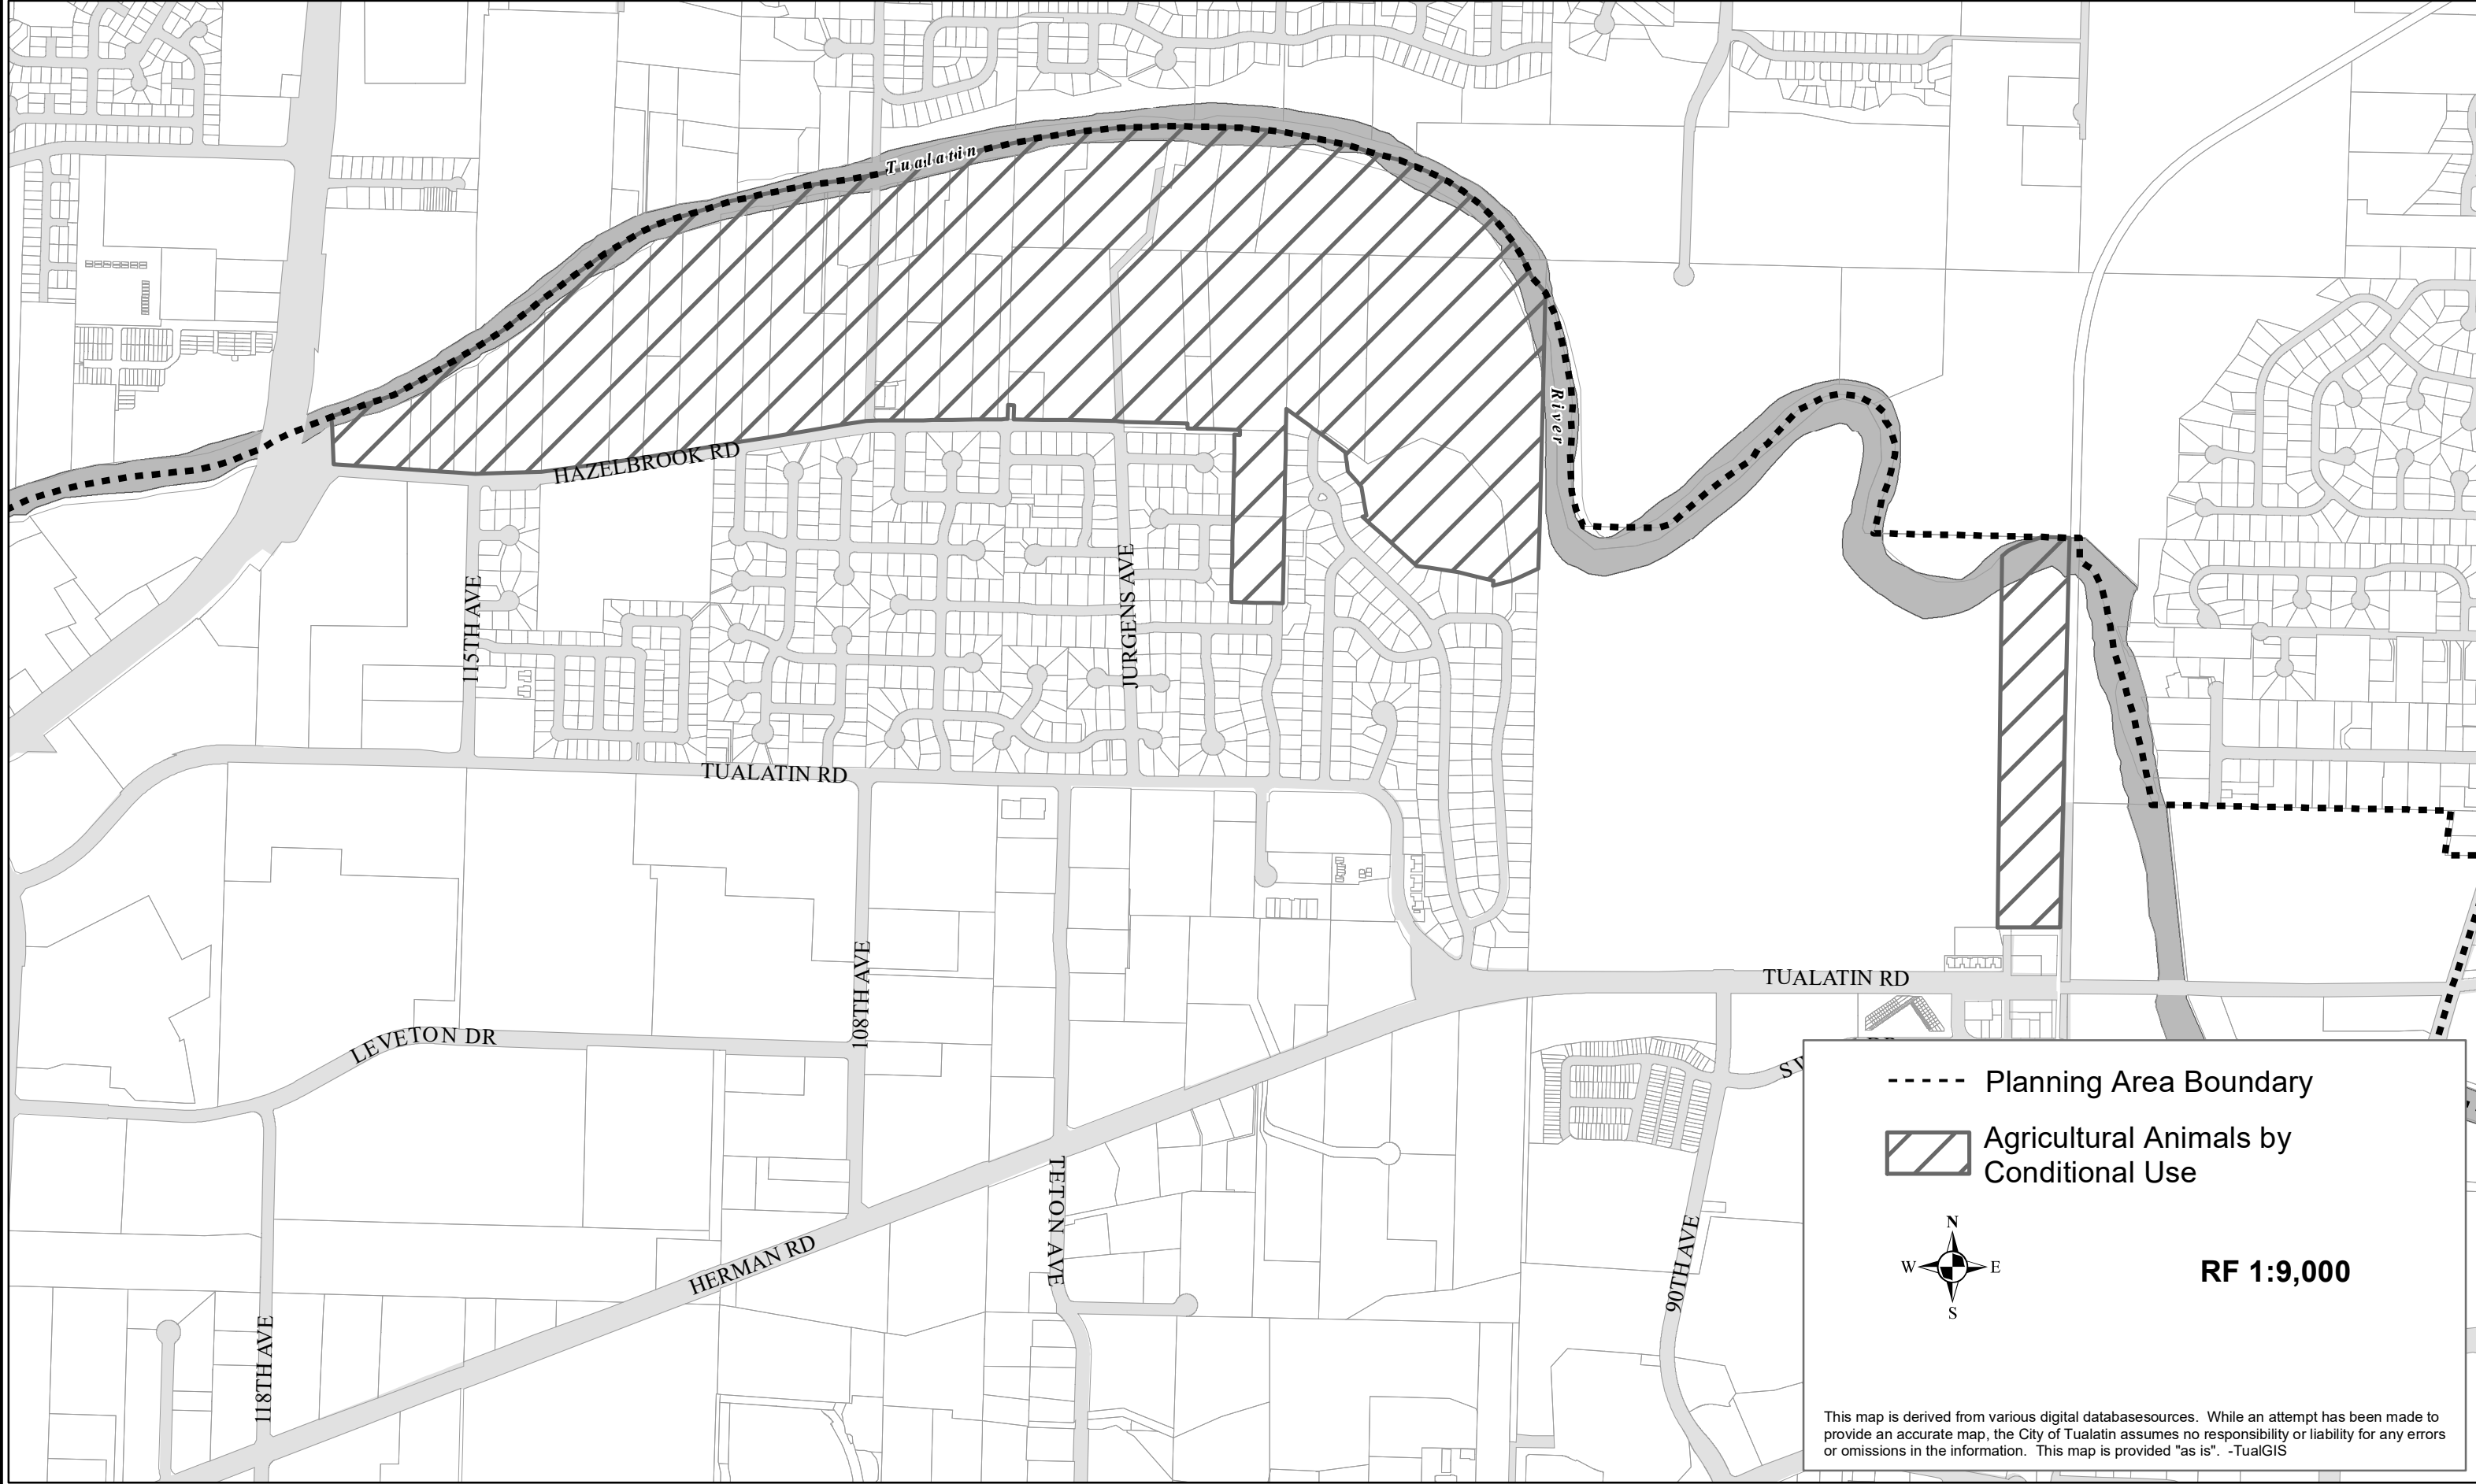 Tualatin
River
HAZELBROOK RD
115TH AVE
JURGENS AVE
TUALATIN RD
TUALATIN RD
108TH AVE
LEVETON DR
TETON AVE
HERMAN RD
90TH AVE
118TH AVE
Planning Area Boundary
Agricultural Animals by
Conditional Use
N
W E
S
RF 1:9,000
This map is derived from various digital databasesources. While an attempt has been made to
provide an accurate map, the City of Tualatin assumes no responsibility or liability for any errors
or omissions in the information. This map is provided "as is". -TualGIS